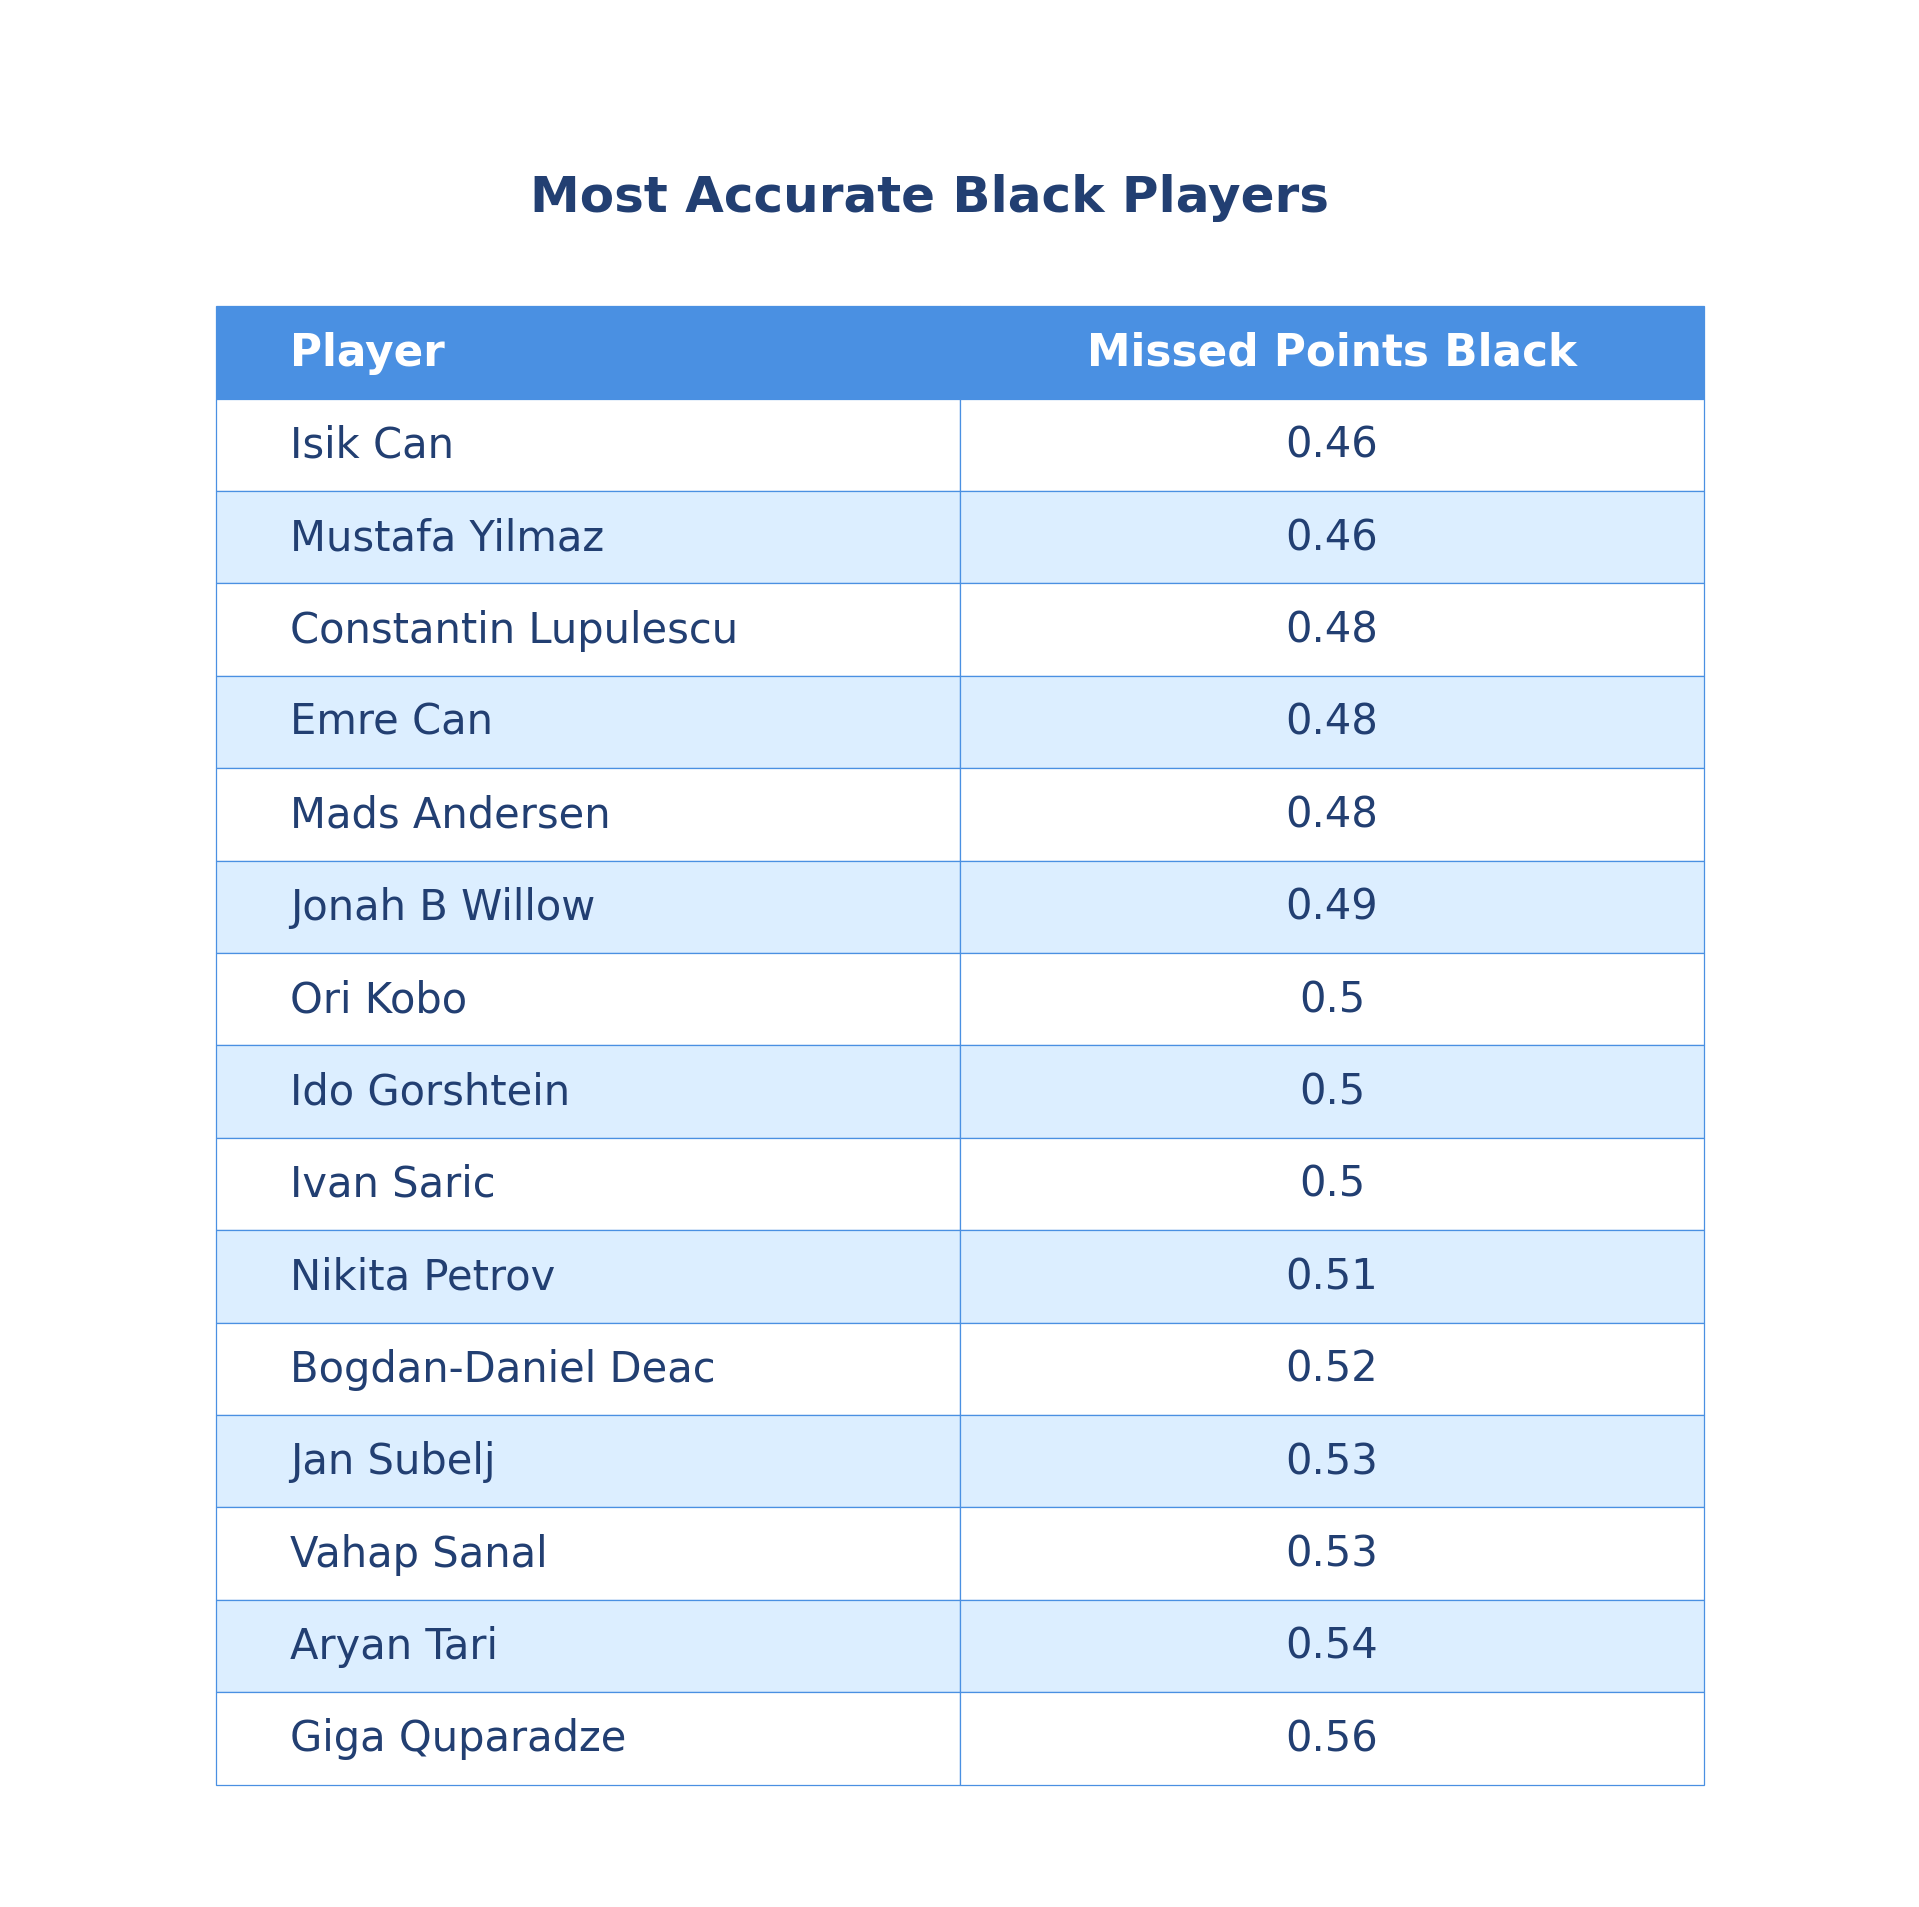 Most Accurate Black Players
Player Missed Points Black
Isik Can 0.46
Mustafa Yilmaz 0.46
Constantin Lupulescu 0.48
Emre Can 0.48
Mads Andersen 0.48
Jonah B Willow 0.49
Ori Kobo 0.5
Ido Gorshtein 0.5
Ivan Saric 0.5
Nikita Petrov 0.51
Bogdan-Daniel Deac 0.52
Jan Subelj 0.53
Vahap Sanal 0.53
Aryan Tari 0.54
Giga Quparadze 0.56